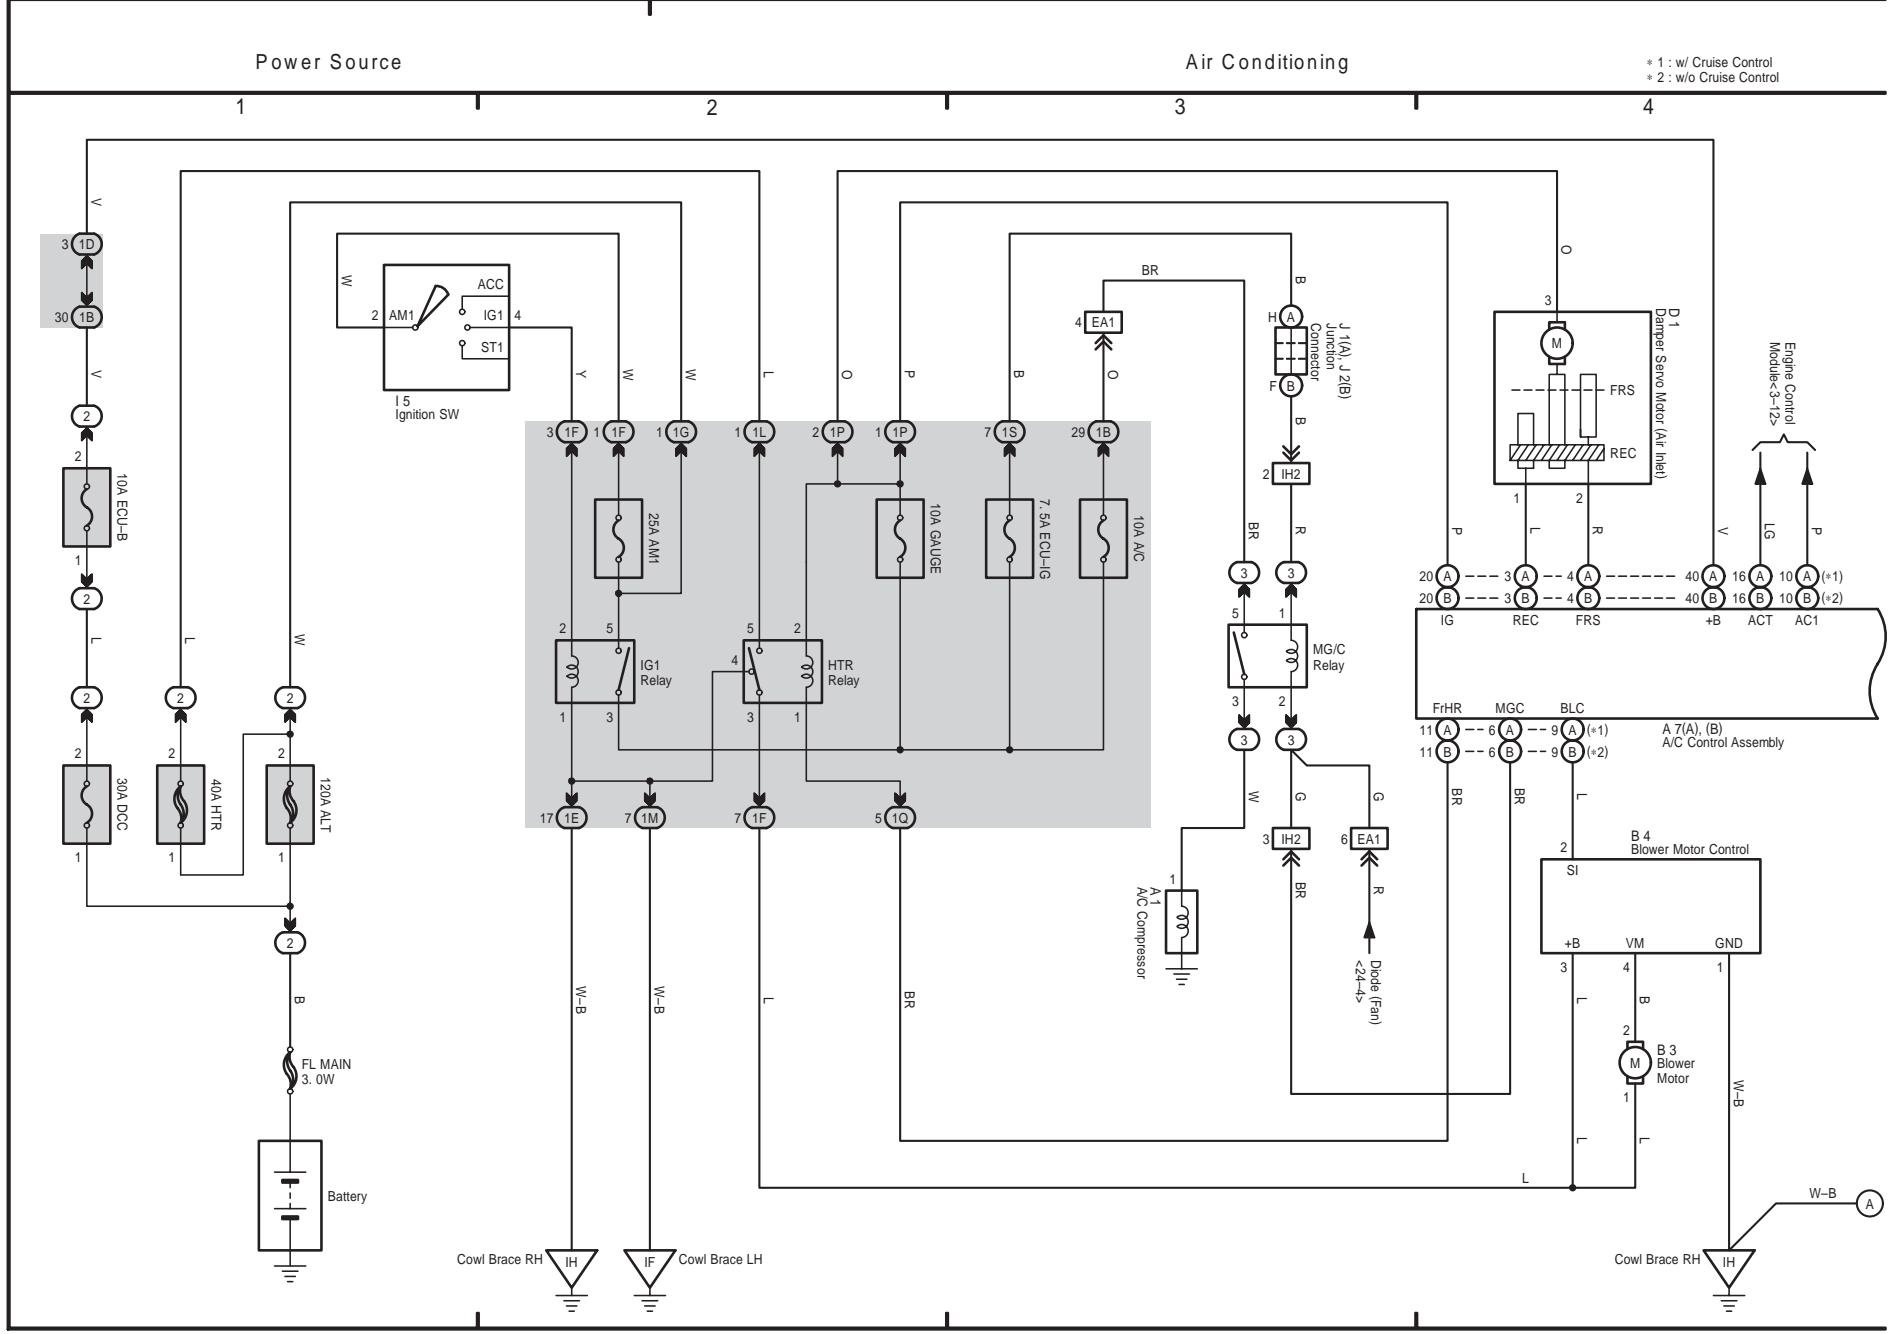 Power Source
Air Conditioning
* 1 : w/ Cruise Control
* 2 : w/o Cruise Control
1
2
3
4
V
3 1D
30 1B
V
2
2
10A ECU–B
1
2
L
2
2
30A DCC
1
L
2
2
40A HTR
1
W
2
2
120A ALT
1
2
B
FL MAIN
3. 0W
Battery
W
2 AM1
ACC
IG1 4
ST1
I 5
Ignition SW
Y
W
W
L
O
P
B
O
3 1F
1 1F
1 1G
1 1L
2 1P
1 1P
7 1S
29 1B
25A AM1
10A GAUGE
7. 5A ECU–IG
10A A/C
2
5
IG1
Relay
1
3
5
2
4
HTR
Relay
3
1
17 1E
7 1M
7 1F
5 1Q
W–B
W–B
L
BR
Cowl Brace RH
IH
IF
Cowl Brace LH
BR
4 EA1
B
H A
J 1(A), J 2(B)
Junction
Connector
F B
B
2 IH2
BR
R
3
3
5
1
MG/C
Relay
3
2
3
3
W
G
G
3 IH2
6 EA1
BR
R
1
A 1
A/C Compressor
Diode (Fan)
<24–4>
O
3
M
FRS
REC
D 1
Damper Servo Motor (Air Inlet)
1
2
Engine Control
Module<3–12>
P
L
R
V
LG
P
20 A
3 A
4 A
40 A
16 A
10 A (*1)
20 B
3 B
4 B
40 B
16 B
10 B (*2)
IG
REC
FRS
+B
ACT
AC1
FrHR
MGC
BLC
11 A
6 A
9 A (*1)
11 B
6 B
9 B (*2)
A 7(A), (B)
A/C Control Assembly
BR
BR
L
B 4
Blower Motor Control
2
SI
+B
VM
GND
3
4
1
L
B
2
M
B 3
Blower
Motor
1
W–B
L
L
L
W–B
A
Cowl Brace RH
IH